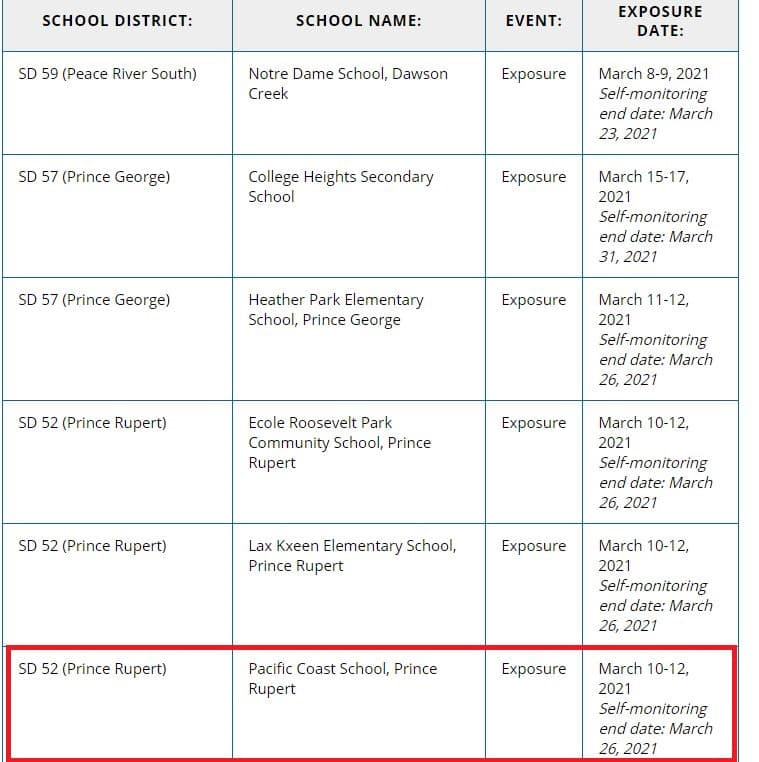 SCHOOL DISTRICT: SCHOOL NAME: EVENT: EXPOSURE
DATE:
SD 59 (Peace River South) Notre Dame School, Dawson Exposure March 8-9, 2021
Creek Self-monitoring
end date: March
23, 2021
SD 57 (Prince George) College Heights Secondary Exposure March 15-17,
School 2021
Self-monitoring
end date: March
31, 2021
SD 57 (Prince George) Heather Park Elementary Exposure March 11-12,
School, Prince George 2021
Self-monitoring
end date: March
26, 2021
SD 52 (Prince Rupert) Ecole Roosevelt Park Exposure March 10-12,
Community School, Prince 2021
Rupert Self-monitoring
end date: March
26, 2021
SD 52 (Prince Rupert) Lax Kxeen Elementary School, Exposure March 10-12,
Prince Rupert 2021
Self-monitoring
end date: March
26, 2021
SD 52 (Prince Rupert) Pacific Coast School, Prince Exposure March 10-12,
Rupert 2021
Self-monitoring
end date: March
26, 2021